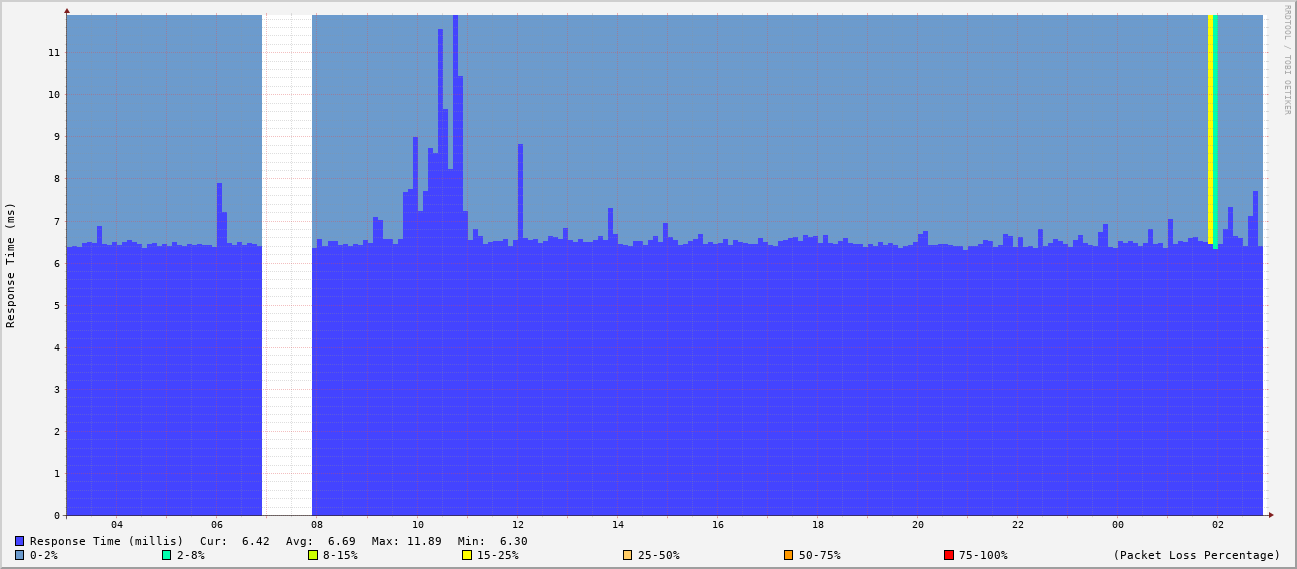 RRDTOOL / TOBI OETIKER
Response Time (ms)
11
10
9
8
7
6
5
4
3
2
1
0
04 06 08 10 12 14 16 18 20 22 00 02
Response Time (millis) Cur: 6.42 Avg: 6.69 Max: 11.89 Min: 6.30
0-2% 2-8% 8-15% 15-25% 25-50% 50-75% 75-100% (Packet Loss Percentage)